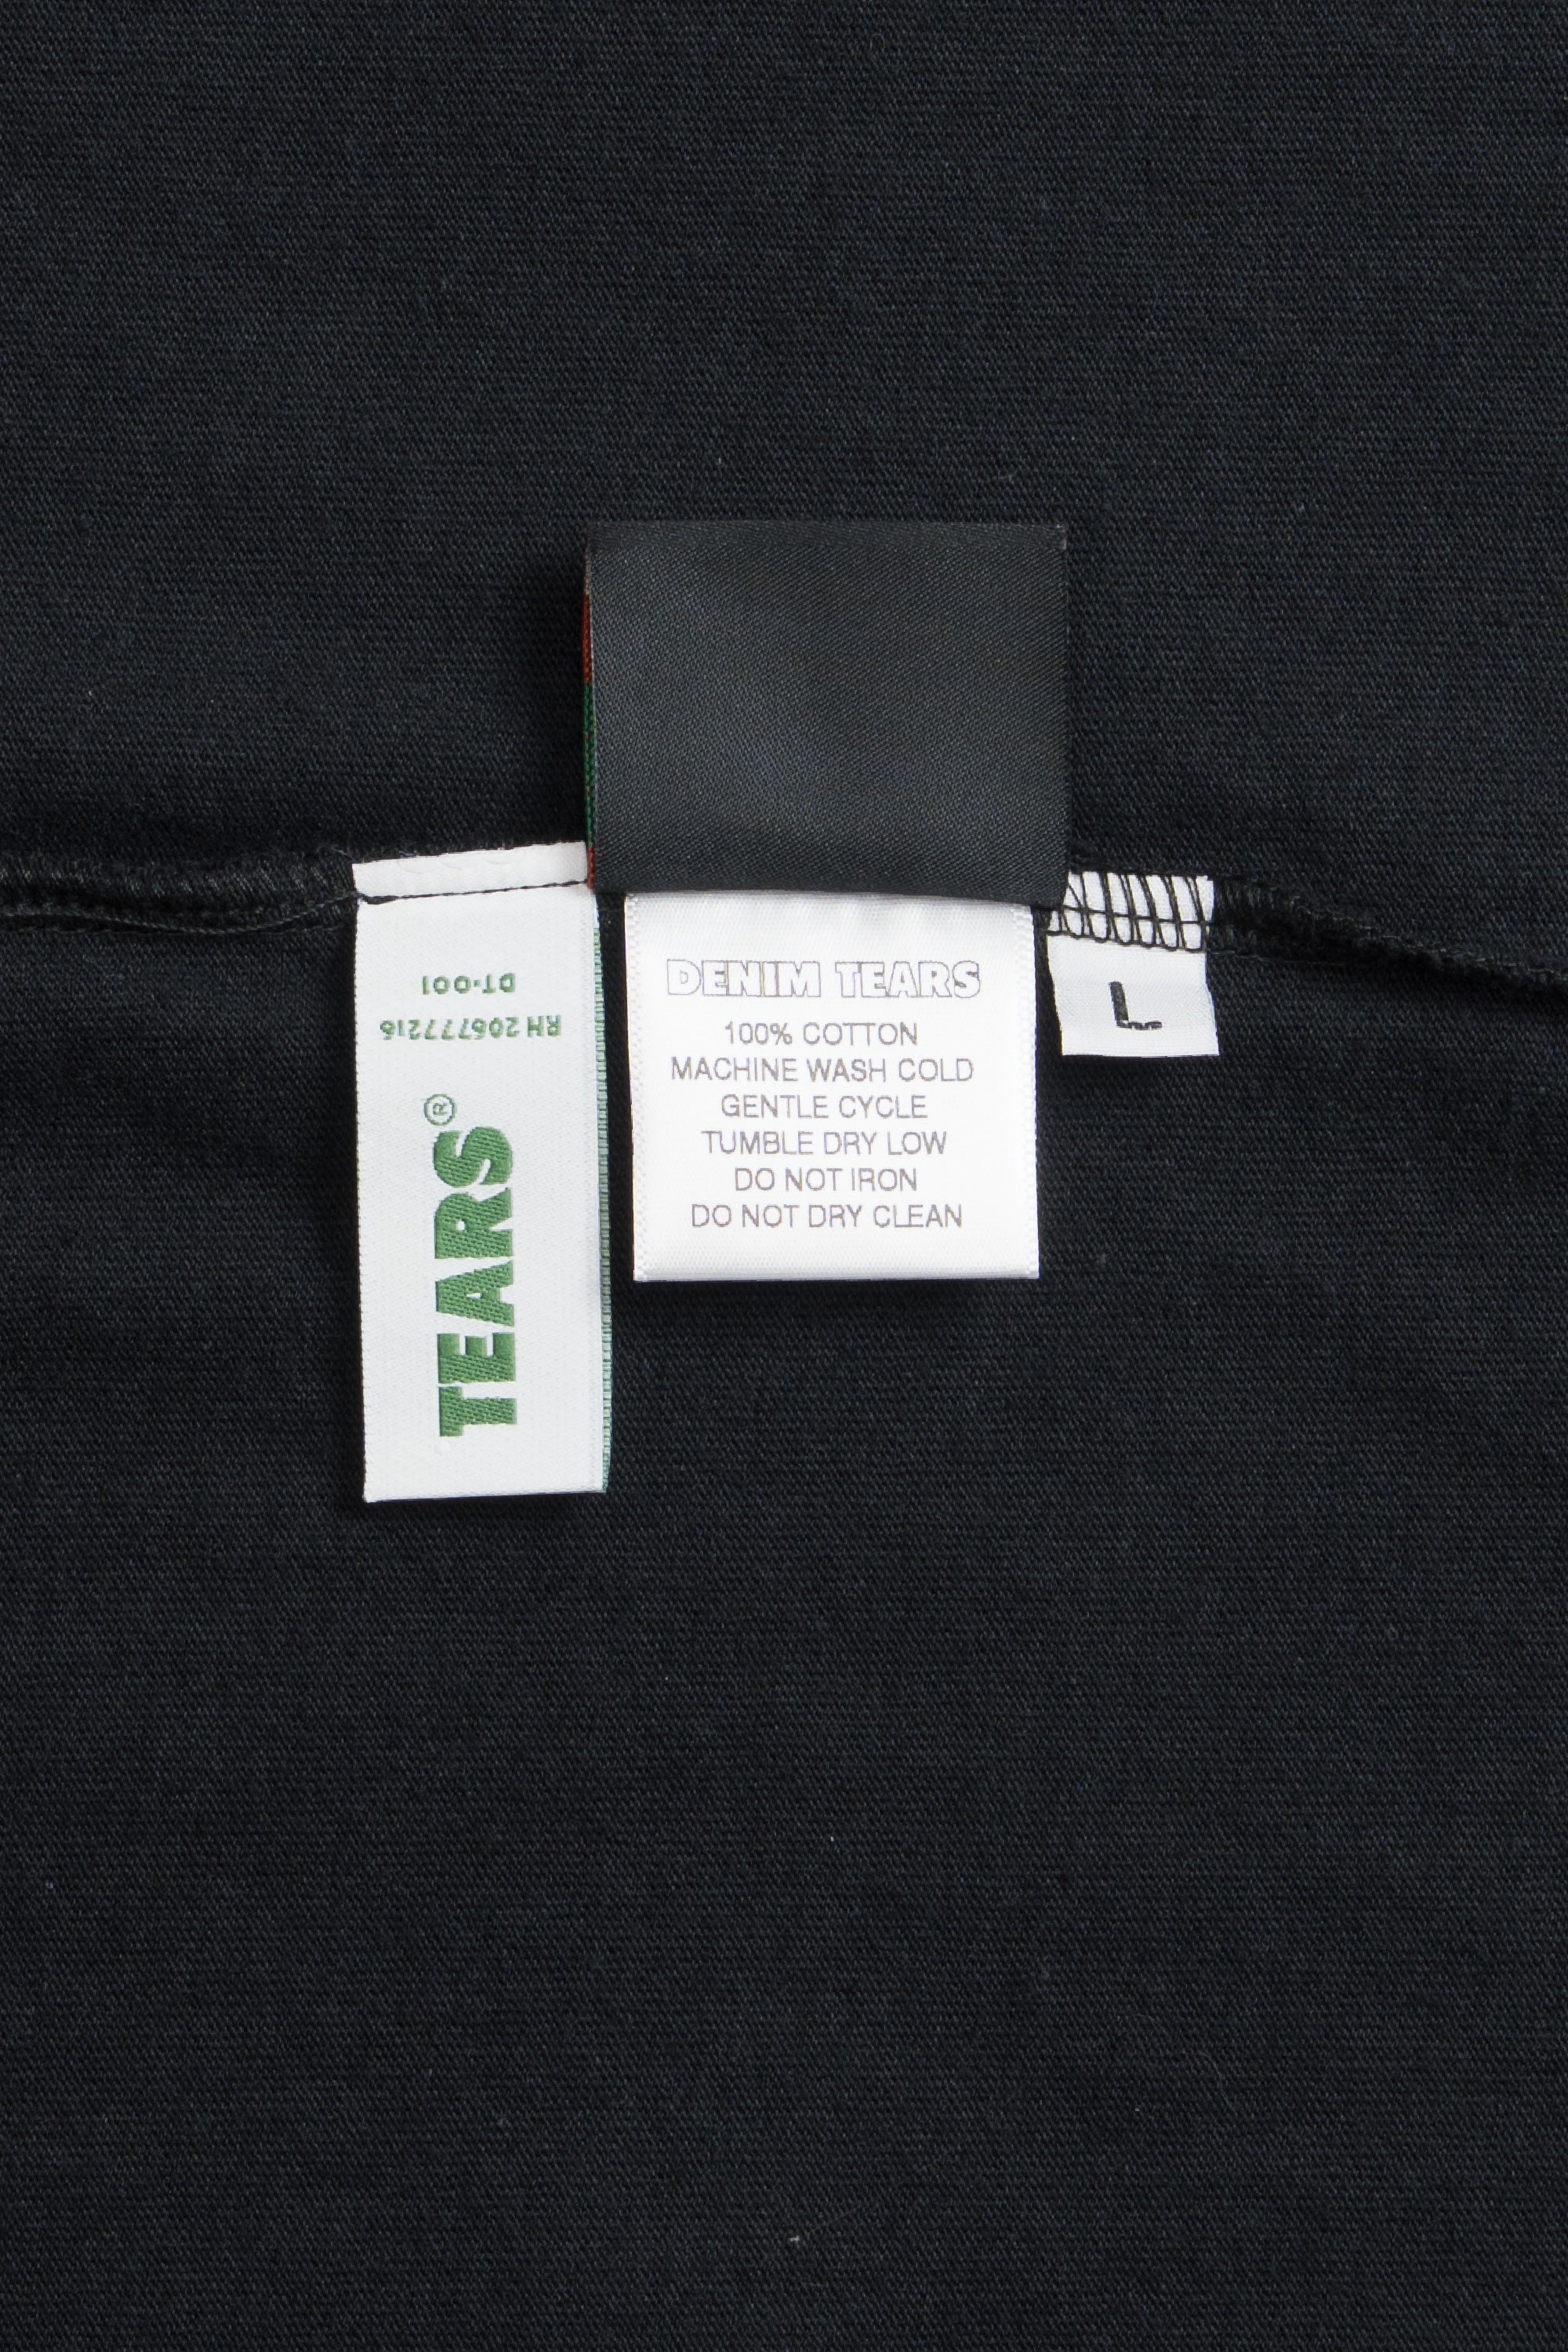 DT-001
RH 206777216
TEARS®
DENIM TEARS
100% COTTON
MACHINE WASH COLD
GENTLE CYCLE
TUMBLE DRY LOW
DO NOT IRON
DO NOT DRY CLEAN
L